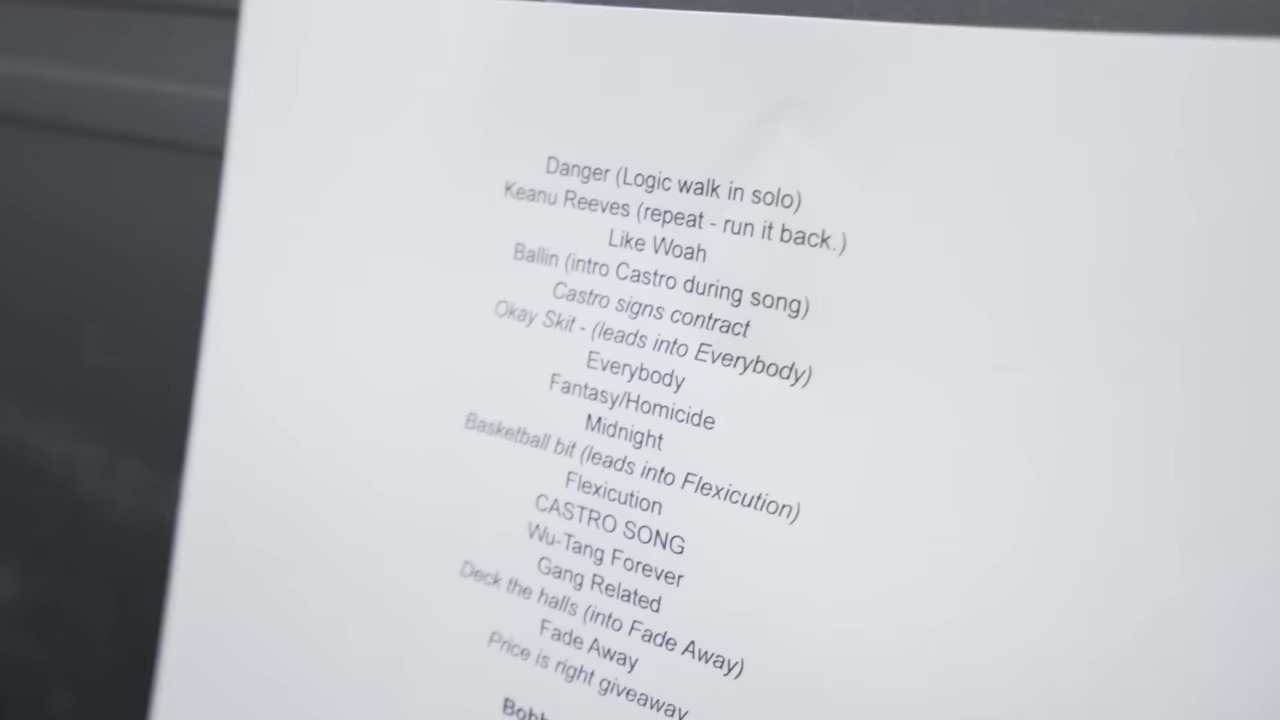 Danger (Logic walk in solo)
Keanu Reeves (repeat - run it back.)
Like Woah
Ballin (intro Castro during song)
Castro signs contract
Okay Skit - (leads into Everybody)
Everybody
Fantasy/Homicide
Midnight
Basketball bit (leads into Flexicution)
Flexicution
CASTRO SONG
Wu-Tang Forever
Gang Related
Deck the halls (into Fade Away)
Fade Away
Price is right giveaway